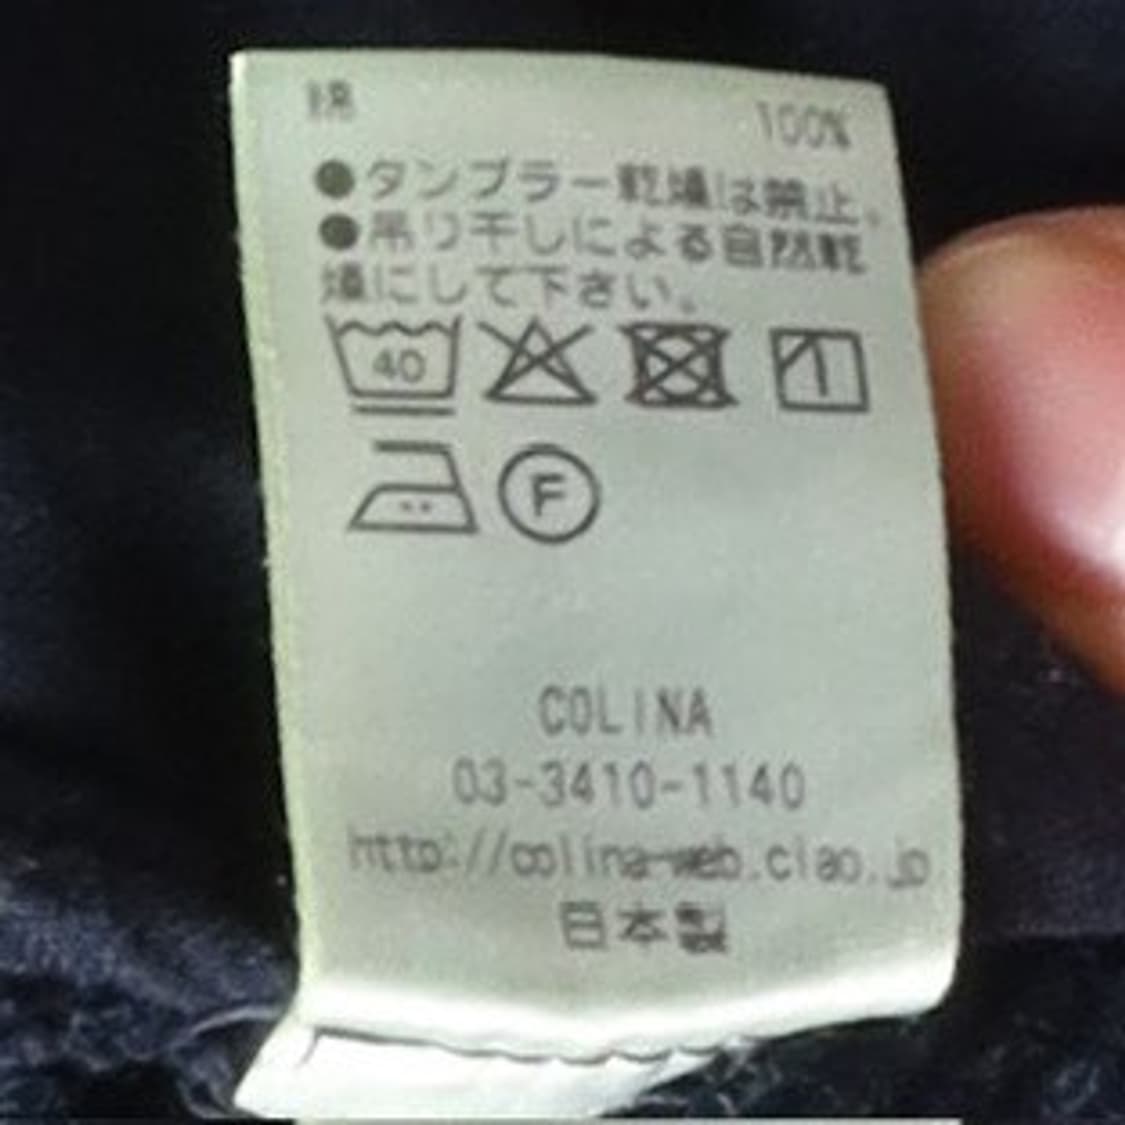 綿 100%
●タンブラー乾燥は禁止。
●吊り干しによる自然乾
燥にして下さい。
40
F
COLINA
03-3410-1140
http://colina-web.ciao.jp
日本製